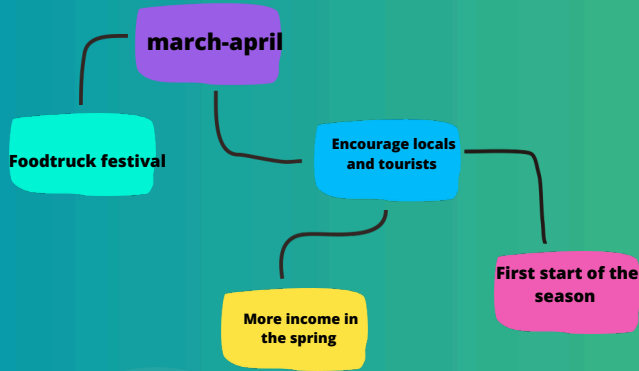 march-april
Foodtruck festival
Encourage locals
and tourists
First start of the
season
More income in
the spring